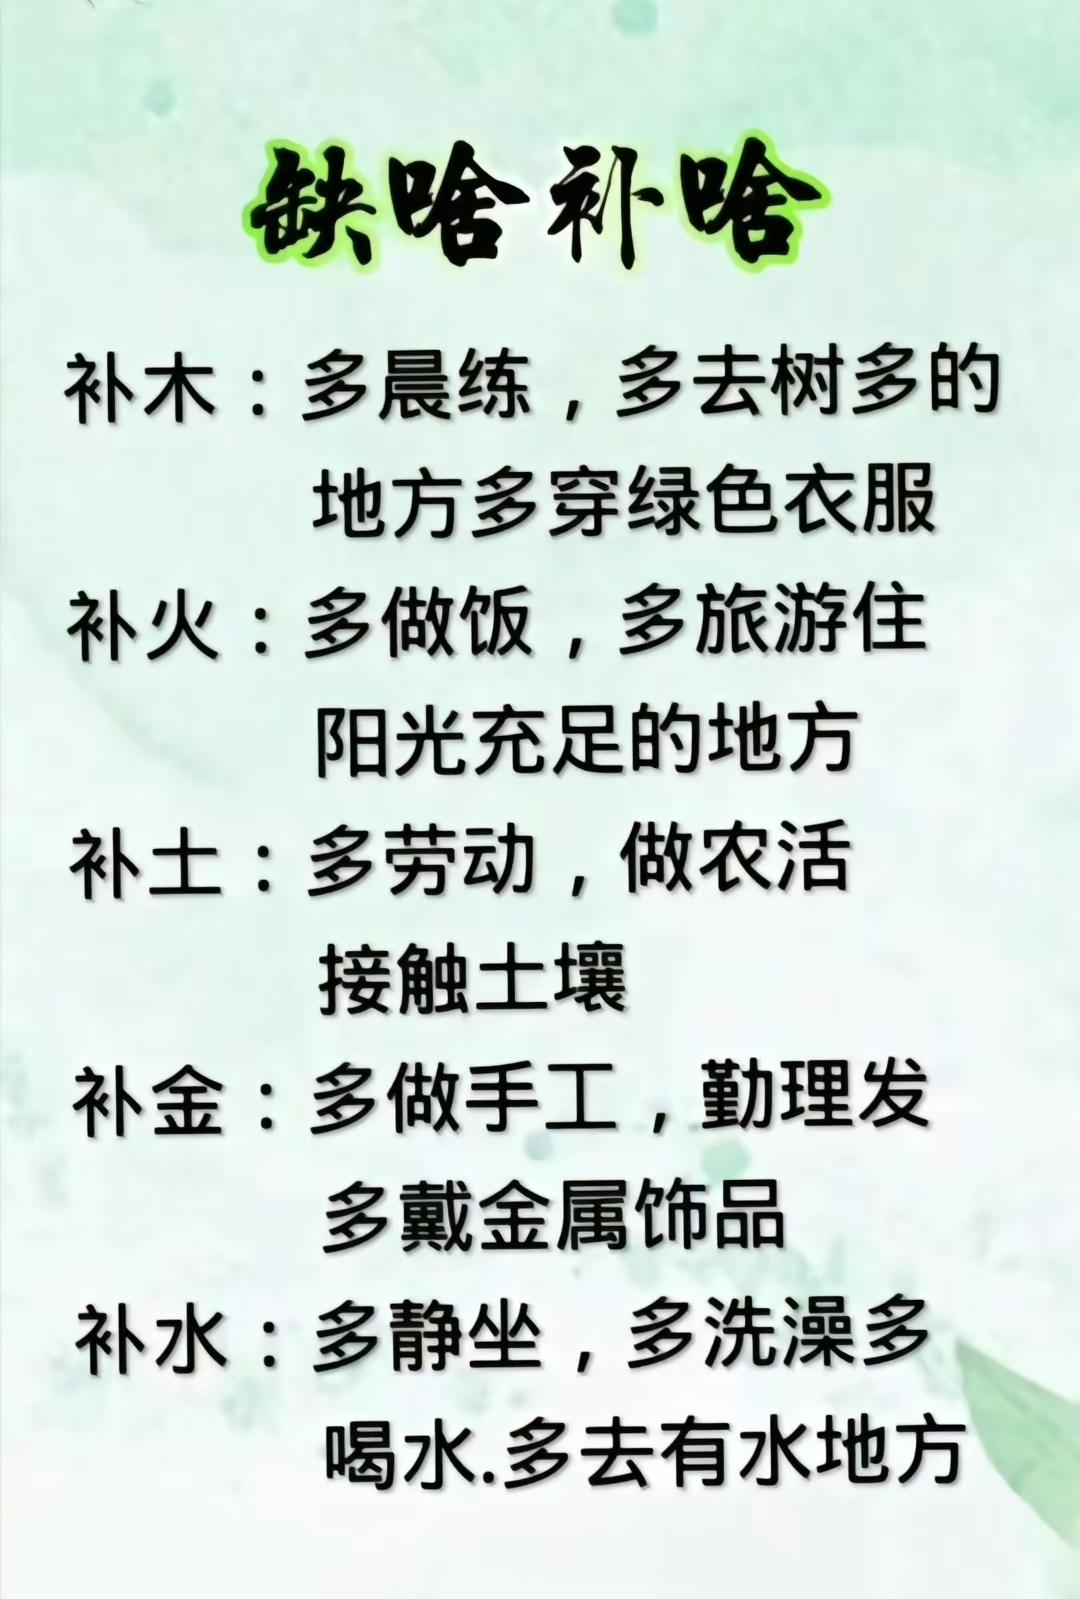 缺啥补啥
补木：多晨练，多去树多的
地方多穿绿色衣服
补火：多做饭，多旅游住
阳光充足的地方
补土：多劳动，做农活
接触土壤
补金：多做手工，勤理发
多戴金属饰品
补水：多静坐，多洗澡多
喝水.多去有水地方